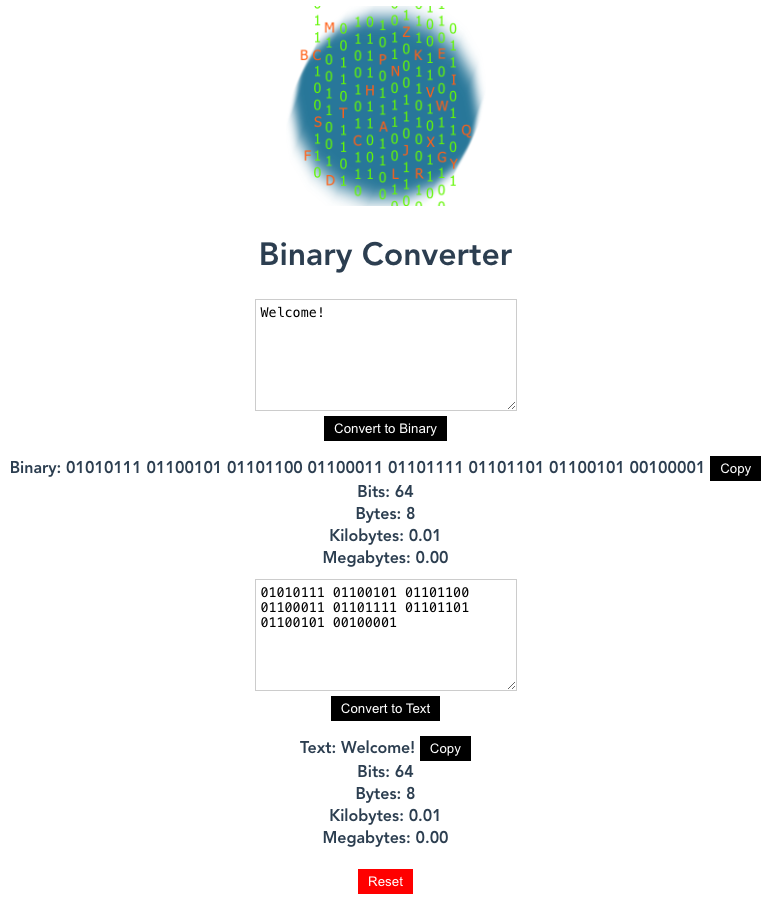 Binary Converter
Welcome!
Convert to Binary
Binary: 01010111 01100101 01101100 01100011 01101111 01101101 01100101 00100001 Copy
Bits: 64
Bytes: 8
Kilobytes: 0.01
Megabytes: 0.00
01010111 01100101 01101100
01100011 01101111 01101101
01100101 00100001
Convert to Text
Text: Welcome! Copy
Bits: 64
Bytes: 8
Kilobytes: 0.01
Megabytes: 0.00
Reset